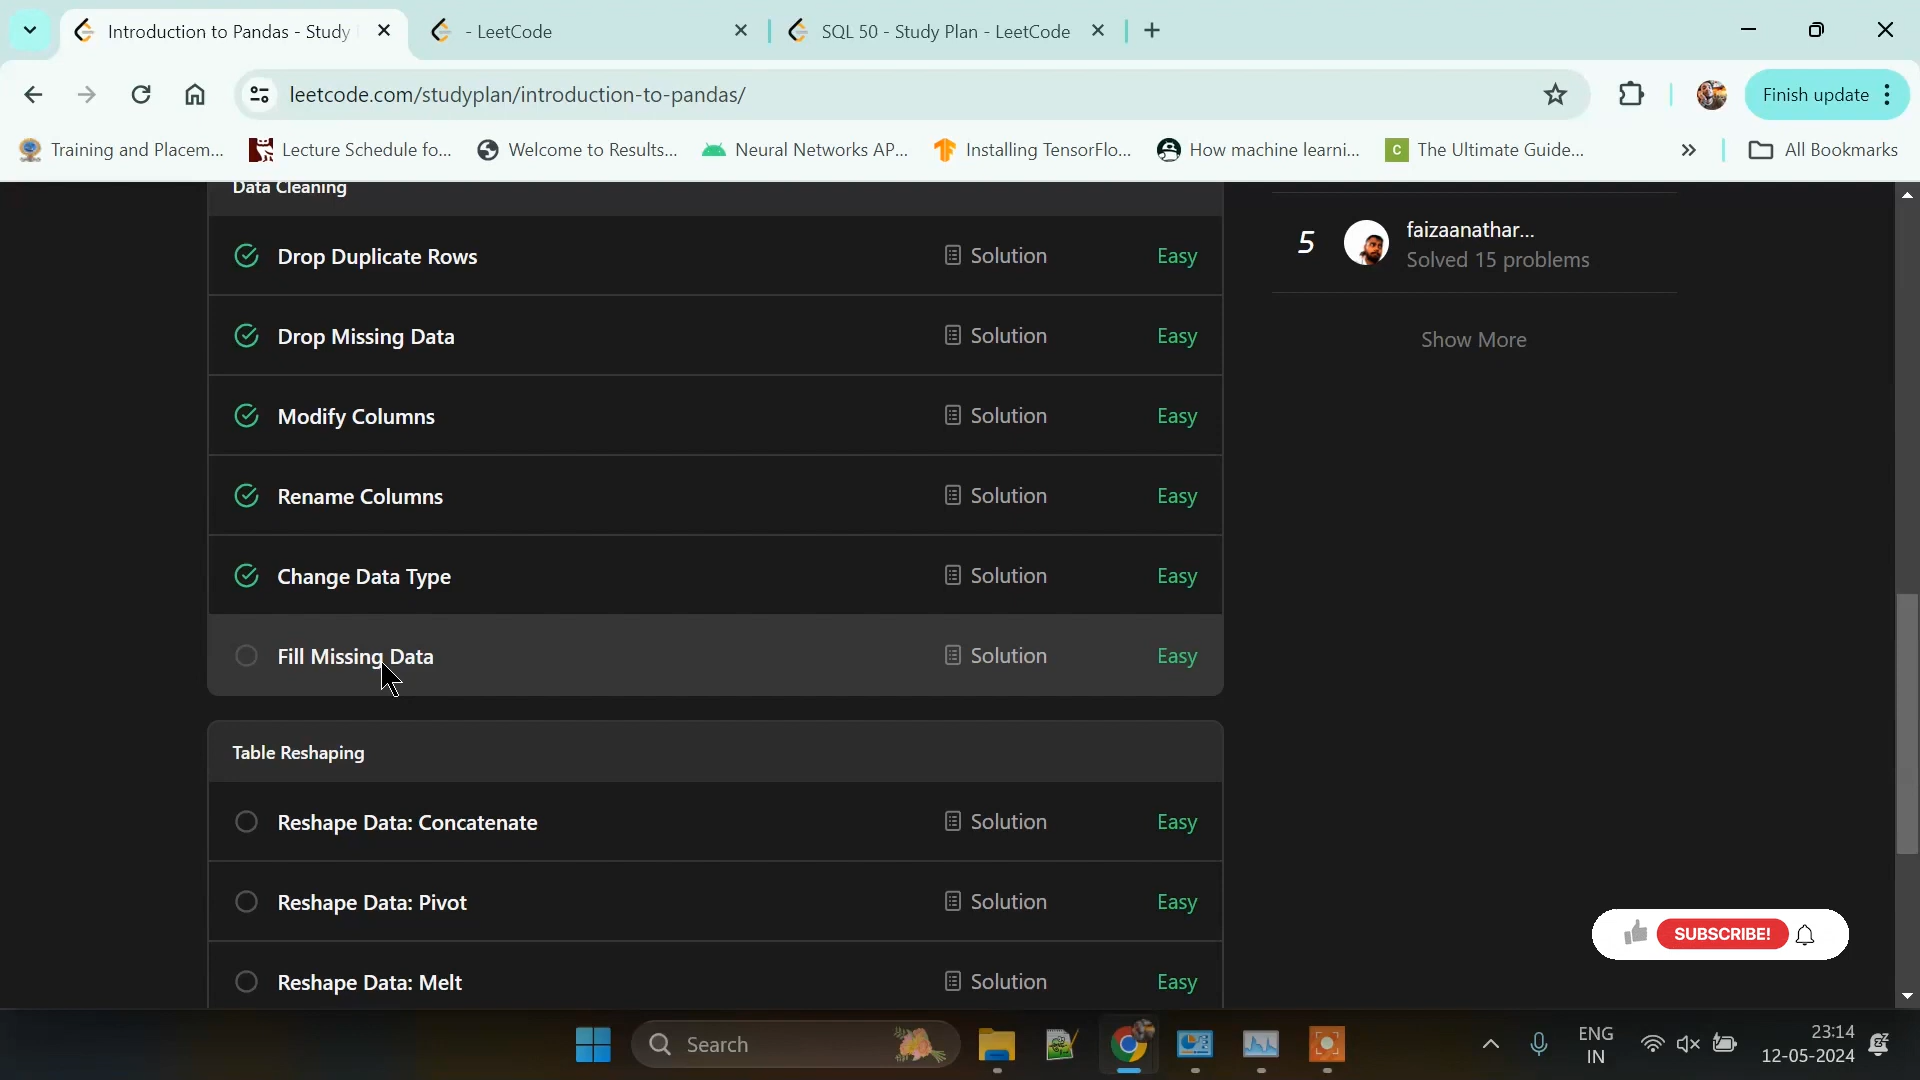 Introduction to Pandas - Study
- LeetCode
SQL 50 - Study Plan - LeetCode
leetcode.com/studyplan/introduction-to-pandas/
Finish update
Training and Placem...
Lecture Schedule fo...
Welcome to Results...
Neural Networks AP...
Installing TensorFlo...
How machine learni...
C
The Ultimate Guide...
All Bookmarks
Data Cleaning
Drop Duplicate Rows Solution Easy
Drop Missing Data Solution Easy
Modify Columns Solution Easy
Rename Columns Solution Easy
Change Data Type Solution Easy
Fill Missing Data Solution Easy
Table Reshaping
Reshape Data: Concatenate Solution Easy
Reshape Data: Pivot Solution Easy
Reshape Data: Melt Solution Easy
5
faizaanathar...
Solved 15 problems
Show More
SUBSCRIBE!
Search
ENG
IN
23:14
12-05-2024